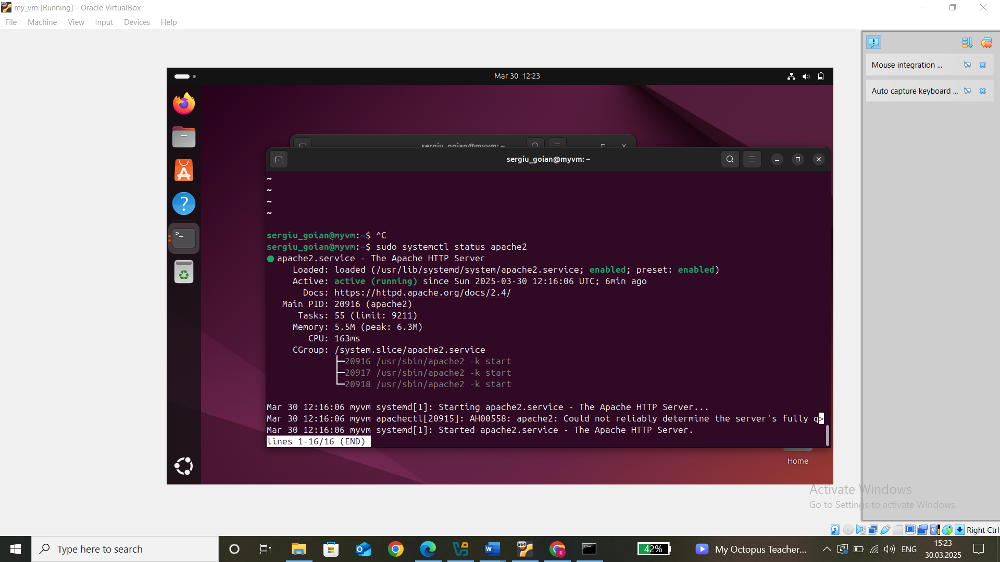 my_vm [Running] - Oracle VirtualBox
File Machine View Input Devices Help
Mouse integration ...
Auto capture keyboard ...
Mar 30 12:23
sergiu_goian@myvm: ~
sergiu_goian@myvm: ~
~
~
~
~
sergiu_goian@myvm:~$ ^C
sergiu_goian@myvm:~$ sudo systemctl status apache2
● apache2.service - The Apache HTTP Server
Loaded: loaded (/usr/lib/systemd/system/apache2.service; enabled; preset: enabled)
Active: active (running) since Sun 2025-03-30 12:16:06 UTC; 6min ago
Docs: https://httpd.apache.org/docs/2.4/
Main PID: 20916 (apache2)
Tasks: 55 (limit: 9211)
Memory: 5.5M (peak: 6.3M)
CPU: 163ms
CGroup: /system.slice/apache2.service
├─20916 /usr/sbin/apache2 -k start
├─20917 /usr/sbin/apache2 -k start
└─20918 /usr/sbin/apache2 -k start
Mar 30 12:16:06 myvm systemd[1]: Starting apache2.service - The Apache HTTP Server...
Mar 30 12:16:06 myvm apachectl[20915]: AH00558: apache2: Could not reliably determine the server's fully q>
Mar 30 12:16:06 myvm systemd[1]: Started apache2.service - The Apache HTTP Server.
lines 1-16/16 (END)
Home
Activate Windows
Go to Settings to activate Windows.
Right Ctrl
Type here to search
42%
My Octopus Teacher...
ENG
15:23
30.03.2025